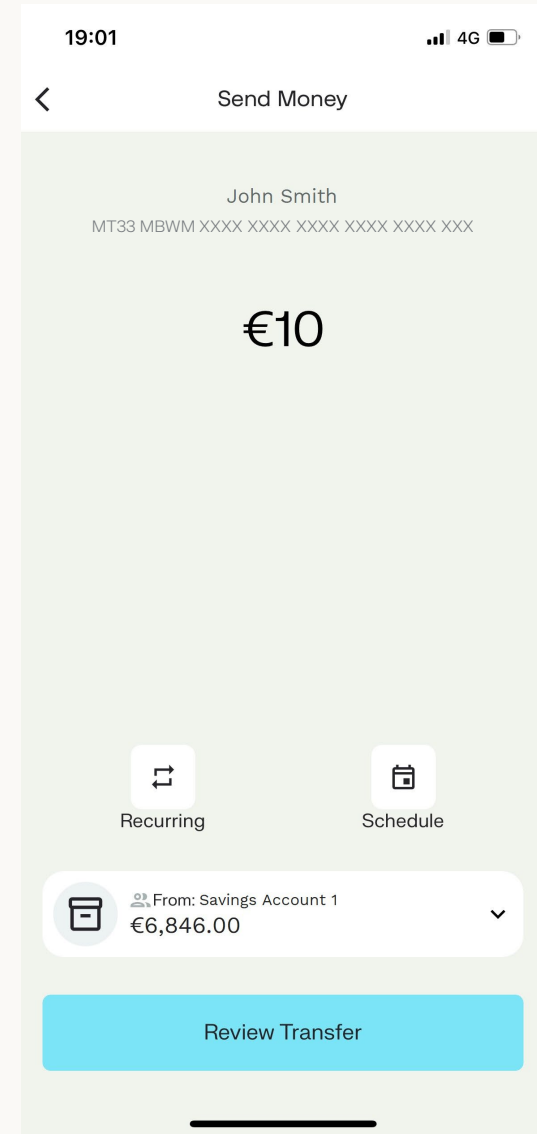 19:01
4G
Send Money
John Smith
MT33 MBWM XXXX XXXX XXXX XXXX XXXX XXX
€10
Recurring
Schedule
From: Savings Account 1
€6,846.00
Review Transfer